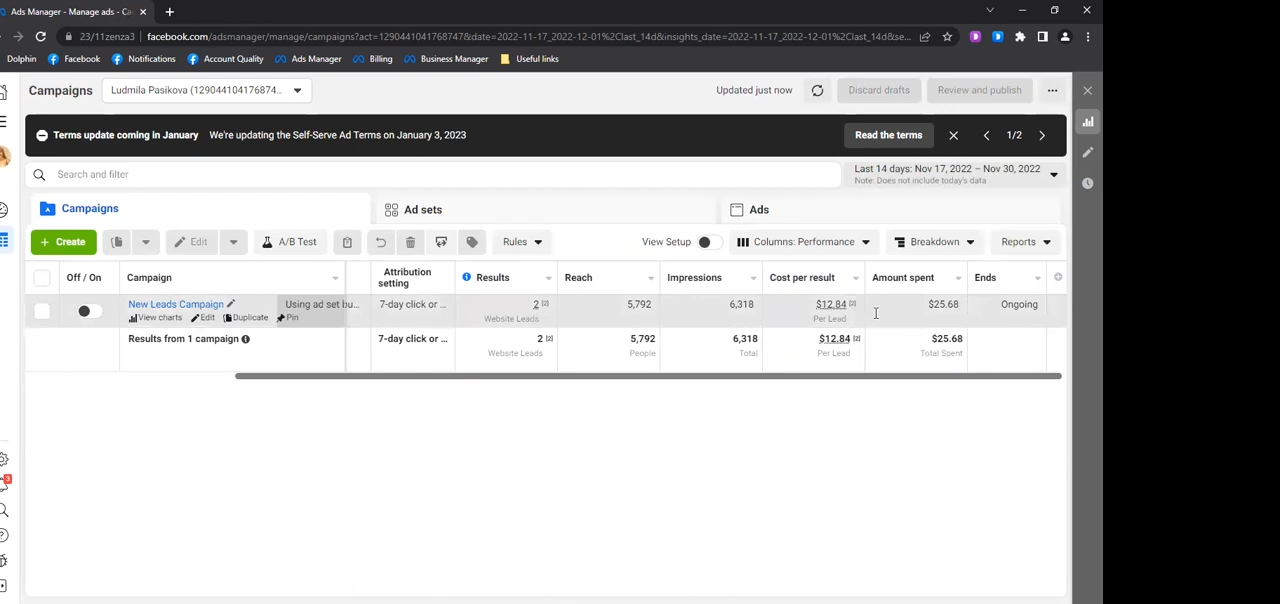 Ads Manager - Manage ads - Ca
23/11zenza3 facebook.com/adsmanager/manage/campaigns?act=1290441041768747&date=2022-11-17_2022-12-01%2Clast_14d&insights_date=2022-11-17_2022-12-01%2Clast_14d&se...
Dolphin Facebook Notifications Account Quality Ads Manager Billing Business Manager Useful links
Campaigns Ludmila Pasikova (129044104176874... Updated just now Discard drafts Review and publish
Terms update coming in January We're updating the Self-Serve Ad Terms on January 3, 2023 Read the terms 1/2
Search and filter Last 14 days: Nov 17, 2022 – Nov 30, 2022
Note: Does not include today's data
Campaigns Ad sets Ads
+ Create Edit A/B Test Rules View Setup Columns: Performance Breakdown Reports
Off / On Campaign Attribution setting Results Reach Impressions Cost per result Amount spent Ends
New Leads Campaign Using ad set bu... 7-day click or ... 2 [2] 5,792 6,318 $12.84 [2] $25.68 Ongoing
View charts Edit Duplicate Pin Website Leads Per Lead
Results from 1 campaign 7-day click or ... 2 [2] 5,792 6,318 $12.84 [2] $25.68
Website Leads People Total Per Lead Total Spent
3